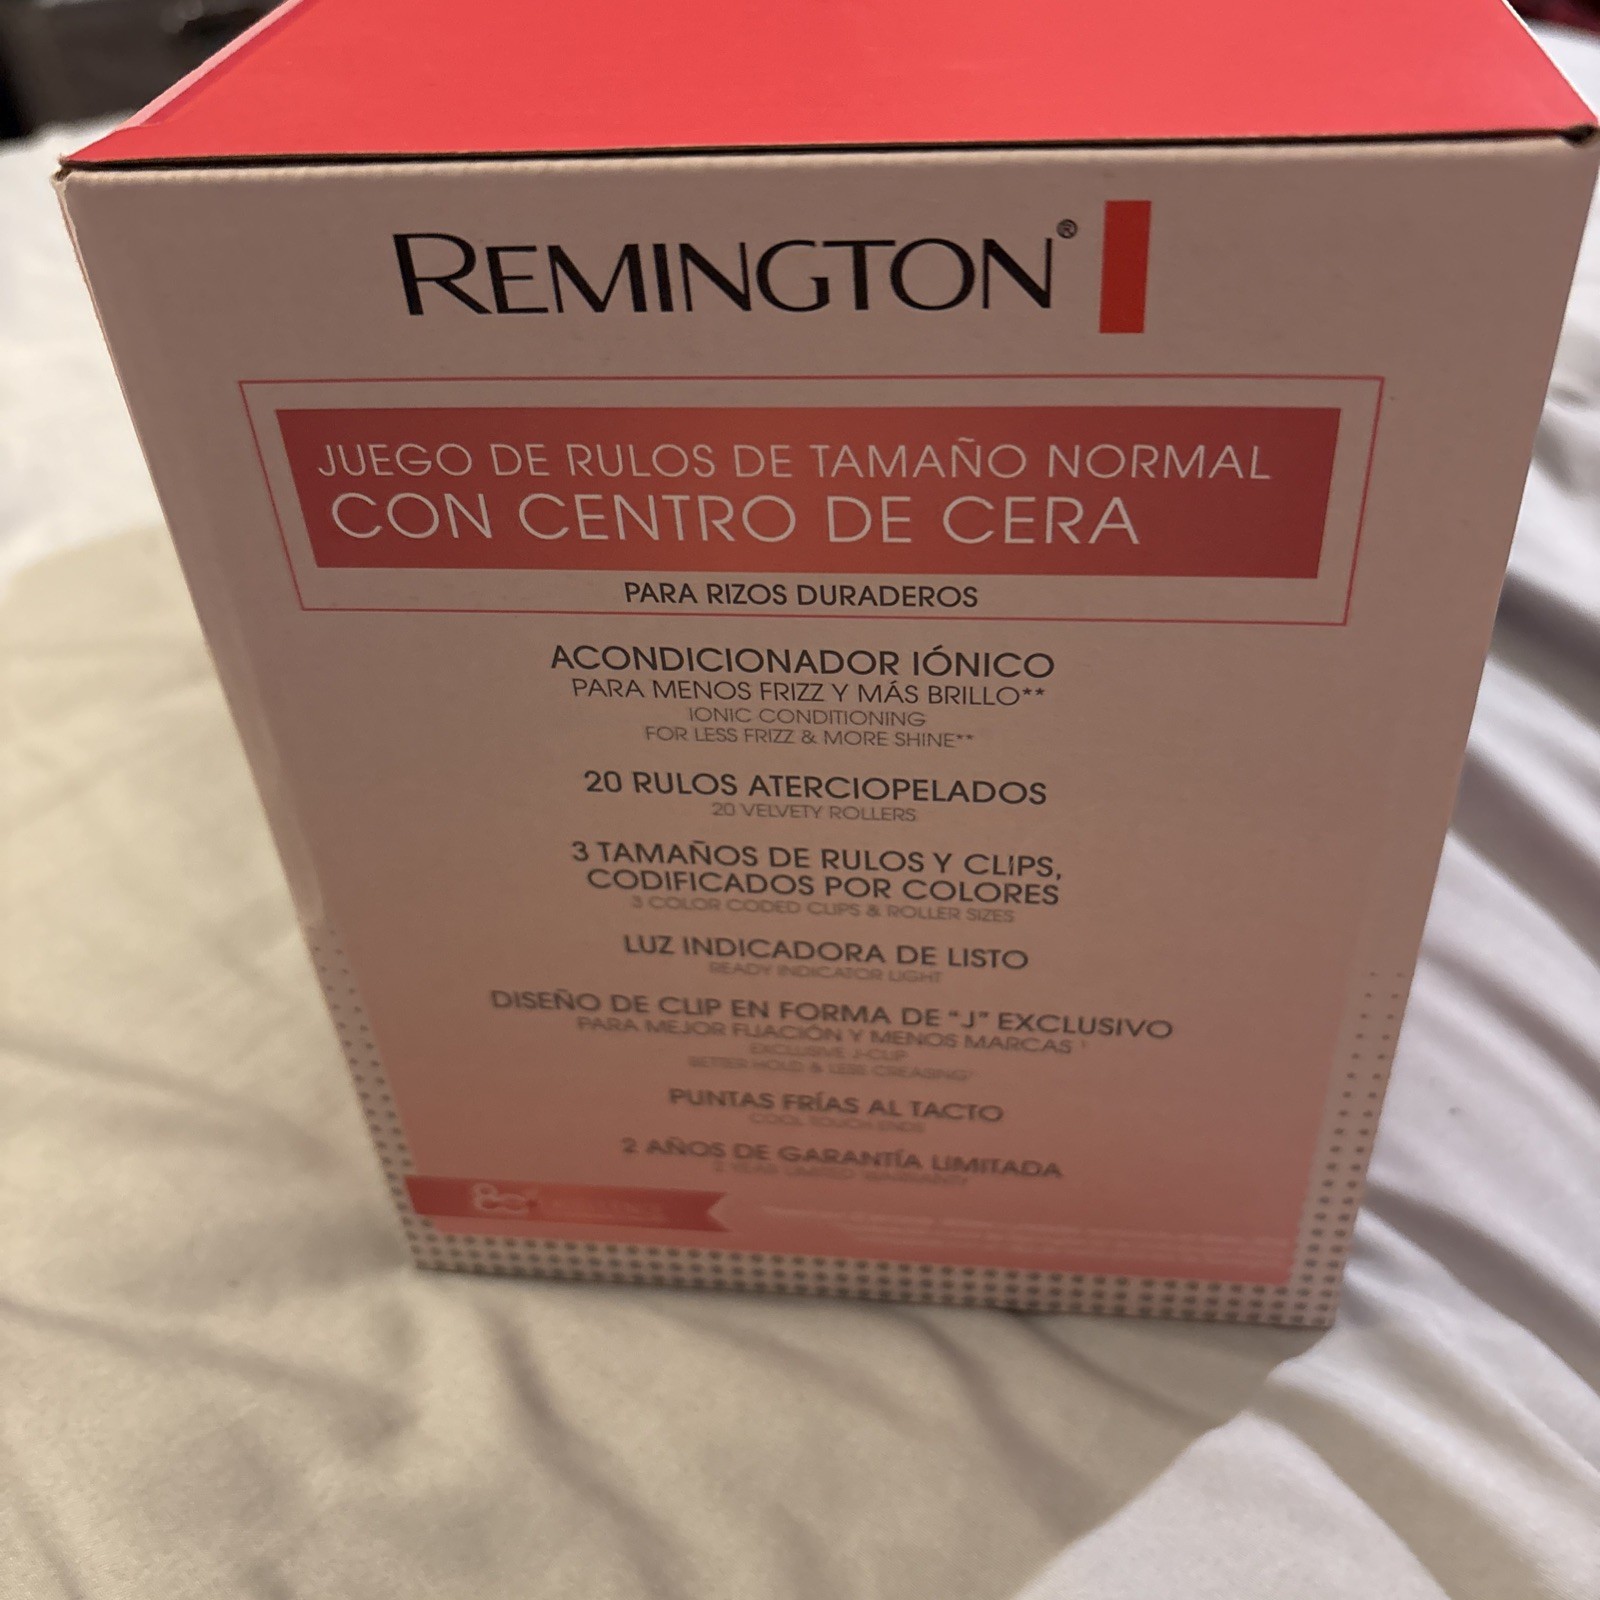 REMINGTON®
JUEGO DE RULOS DE TAMAÑO NORMAL
CON CENTRO DE CERA
PARA RIZOS DURADEROS
ACONDICIONADOR IÓNICO
PARA MENOS FRIZZ Y MÁS BRILLO**
IONIC CONDITIONING
FOR LESS FRIZZ & MORE SHINE**
20 RULOS ATERCIOPELADOS
20 VELVETY ROLLERS
3 TAMAÑOS DE RULOS Y CLIPS,
CODIFICADOS POR COLORES
3 COLOR CODED CLIPS & ROLLER SIZES
LUZ INDICADORA DE LISTO
READY INDICATOR LIGHT
DISEÑO DE CLIP EN FORMA DE "J" EXCLUSIVO
PARA MEJOR FIJACIÓN Y MENOS MARCAS
EXCLUSIVE J-CLIP
BETTER HOLD & LESS CREASING
PUNTAS FRÍAS AL TACTO
COOL TOUCH ENDS
2 AÑOS DE GARANTÍA LIMITADA
2 YEAR LIMITED WARRANTY